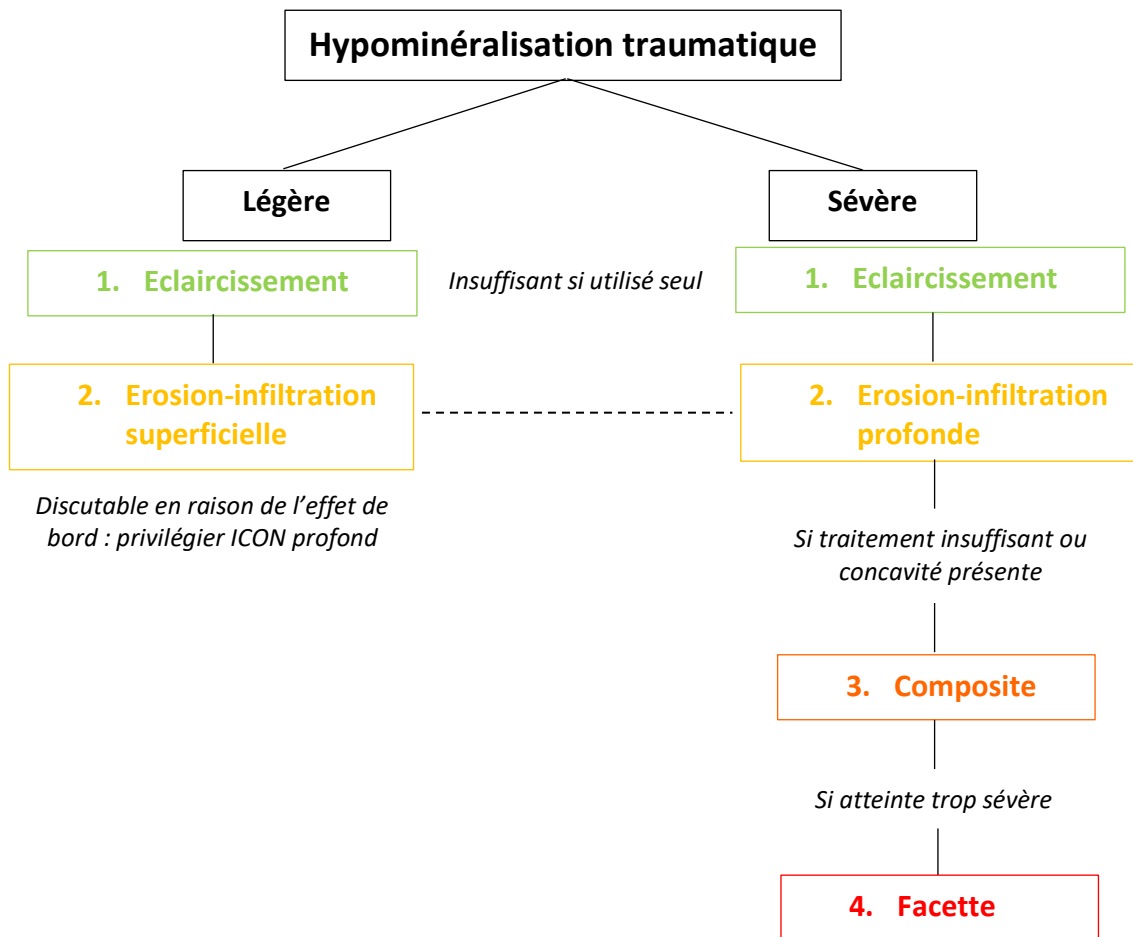 Hypominéralisation traumatique
Légère
Sévère
1. Eclaircissement
Insuffisant si utilisé seul
1. Eclaircissement
2. Erosion-infiltration
superficielle
2. Erosion-infiltration
profonde
Discutable en raison de l’effet de
bord : privilégier ICON profond
Si traitement insuffisant ou
concavité présente
3. Composite
Si atteinte trop sévère
4. Facette